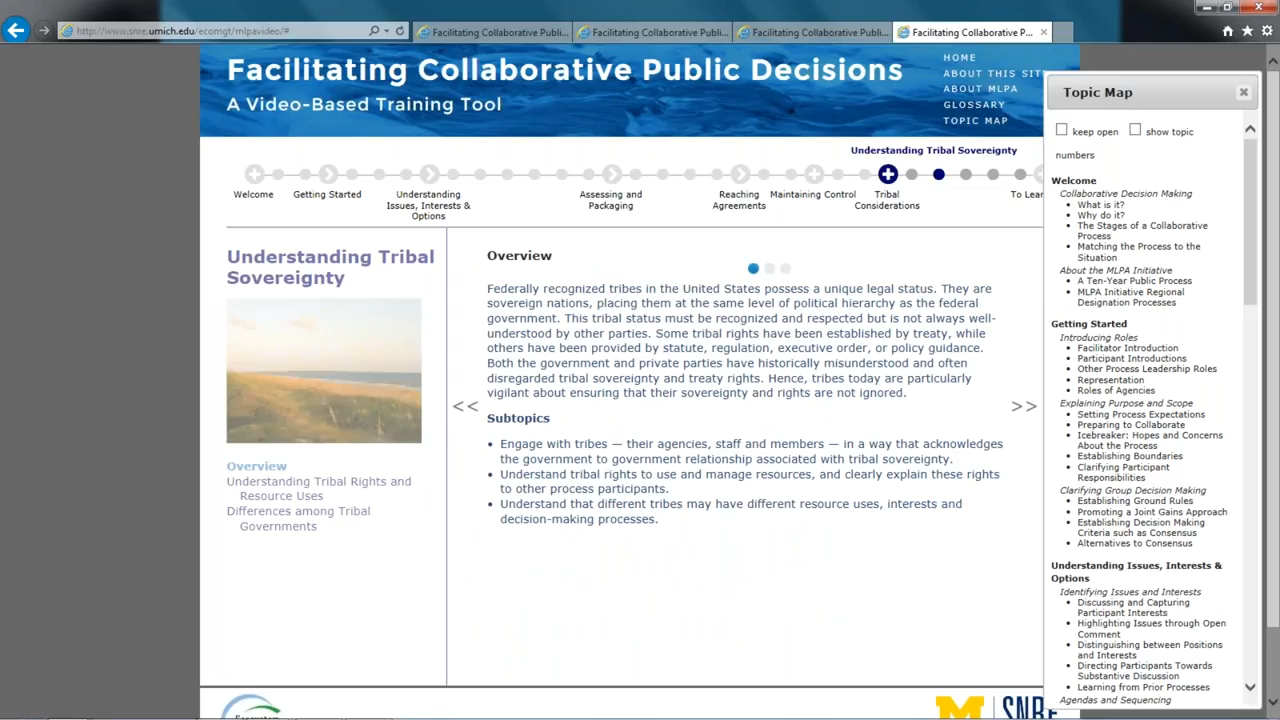 http://www.snre.umich.edu/ecomgt/mlpavideo/#
Facilitating Collaborative Publi...
Facilitating Collaborative Publi...
Facilitating Collaborative Publi...
Facilitating Collaborative P...
Facilitating Collaborative Public Decisions
A Video-Based Training Tool
HOME
ABOUT THIS SITE
ABOUT MLPA
GLOSSARY
TOPIC MAP
Understanding Tribal Sovereignty
Welcome
Getting Started
Understanding
Issues, Interests &
Options
Assessing and
Packaging
Reaching
Agreements
Maintaining Control
Tribal
Considerations
To Lear
Understanding Tribal
Sovereignty
Overview
Understanding Tribal Rights and
Resource Uses
Differences among Tribal
Governments
Overview
Federally recognized tribes in the United States possess a unique legal status. They are
sovereign nations, placing them at the same level of political hierarchy as the federal
government. This tribal status must be recognized and respected but is not always well-
understood by other parties. Some tribal rights have been established by treaty, while
others have been provided by statute, regulation, executive order, or policy guidance.
Both the government and private parties have historically misunderstood and often
disregarded tribal sovereignty and treaty rights. Hence, tribes today are particularly
vigilant about ensuring that their sovereignty and rights are not ignored.
<<
>>
Subtopics
• Engage with tribes — their agencies, staff and members — in a way that acknowledges
the government to government relationship associated with tribal sovereignty.
• Understand tribal rights to use and manage resources, and clearly explain these rights
to other process participants.
• Understand that different tribes may have different resource uses, interests and
decision-making processes.
Topic Map
keep open
show topic
numbers
Welcome
Collaborative Decision Making
• What is it?
• Why do it?
• The Stages of a Collaborative
Process
• Matching the Process to the
Situation
About the MLPA Initiative
• A Ten-Year Public Process
• MLPA Initiative Regional
Designation Processes
Getting Started
Introducing Roles
• Facilitator Introduction
• Participant Introductions
• Other Process Leadership Roles
• Representation
• Roles of Agencies
Explaining Purpose and Scope
• Setting Process Expectations
• Preparing to Collaborate
• Icebreaker: Hopes and Concerns
About the Process
• Establishing Boundaries
• Clarifying Participant
Responsibilities
Clarifying Group Decision Making
• Establishing Ground Rules
• Promoting a Joint Gains Approach
• Establishing Decision Making
Criteria such as Consensus
• Alternatives to Consensus
Understanding Issues, Interests &
Options
Identifying Issues and Interests
• Discussing and Capturing
Participant Interests
• Highlighting Issues through Open
Comment
• Distinguishing between Positions
and Interests
• Directing Participants Towards
Substantive Discussion
• Learning from Prior Processes
Agendas and Sequencing
Ecosystem
M
SNRE